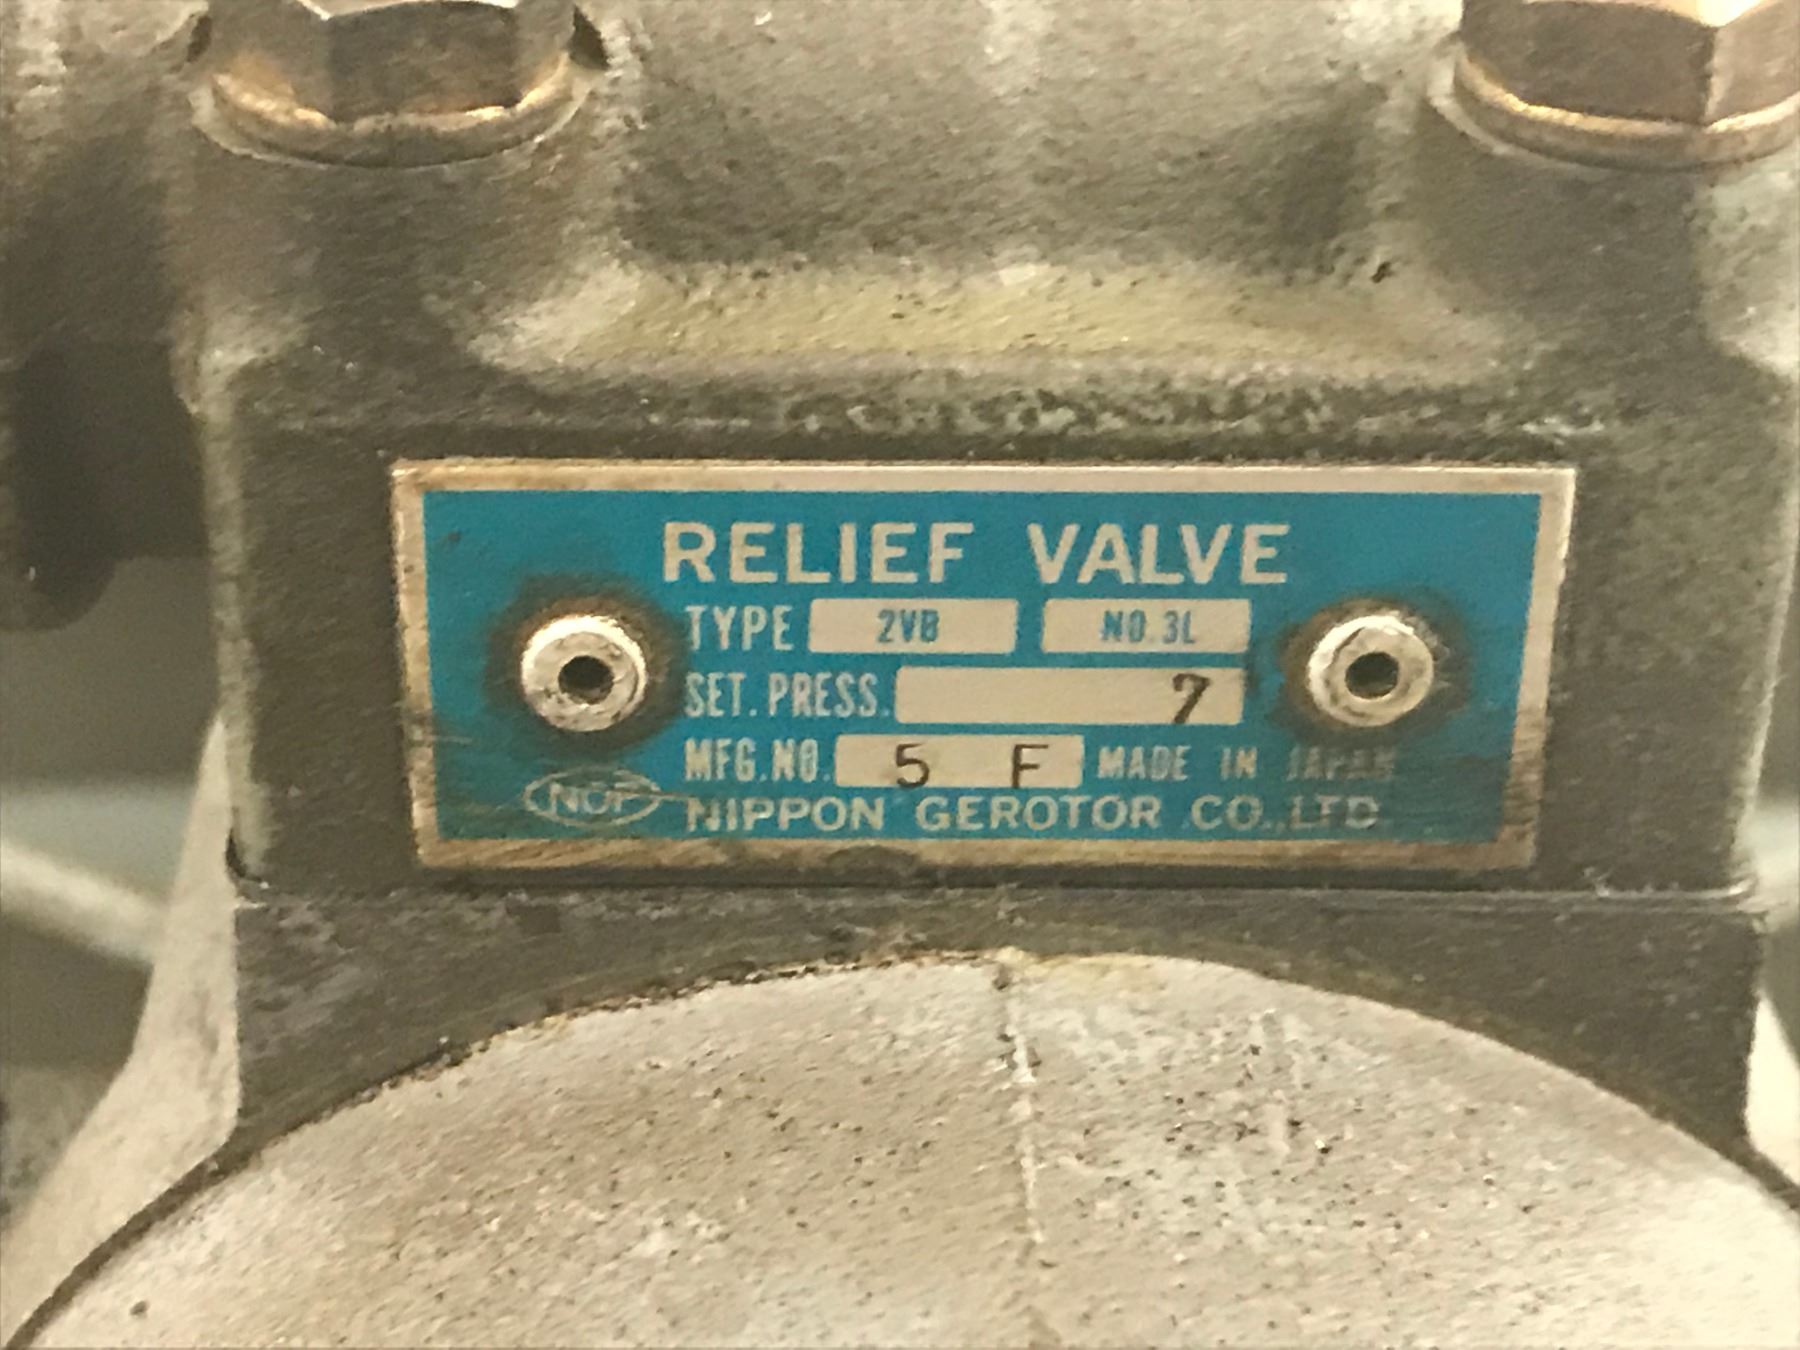 RELIEF VALVE
TYPE 2VB NO.3L
SET.PRESS. 7
MFG.NO. 5 F MADE IN JAPAN
NOP NIPPON GEROTOR CO.,LTD.